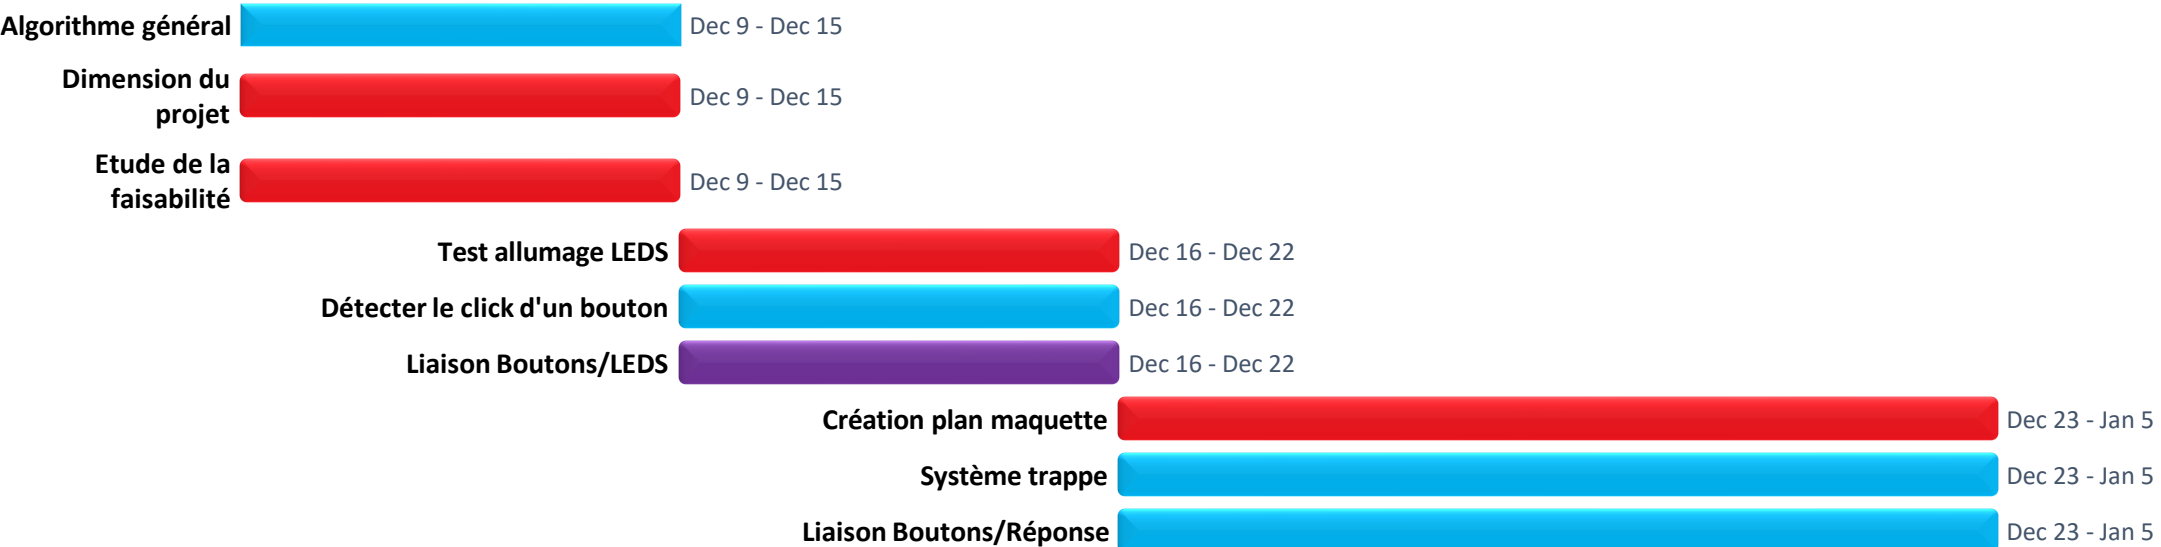 Algorithme général Dec 9 - Dec 15
Dimension du
projet Dec 9 - Dec 15
Etude de la
faisabilité Dec 9 - Dec 15
Test allumage LEDS Dec 16 - Dec 22
Détecter le click d'un bouton Dec 16 - Dec 22
Liaison Boutons/LEDS Dec 16 - Dec 22
Création plan maquette Dec 23 - Jan 5
Système trappe Dec 23 - Jan 5
Liaison Boutons/Réponse Dec 23 - Jan 5